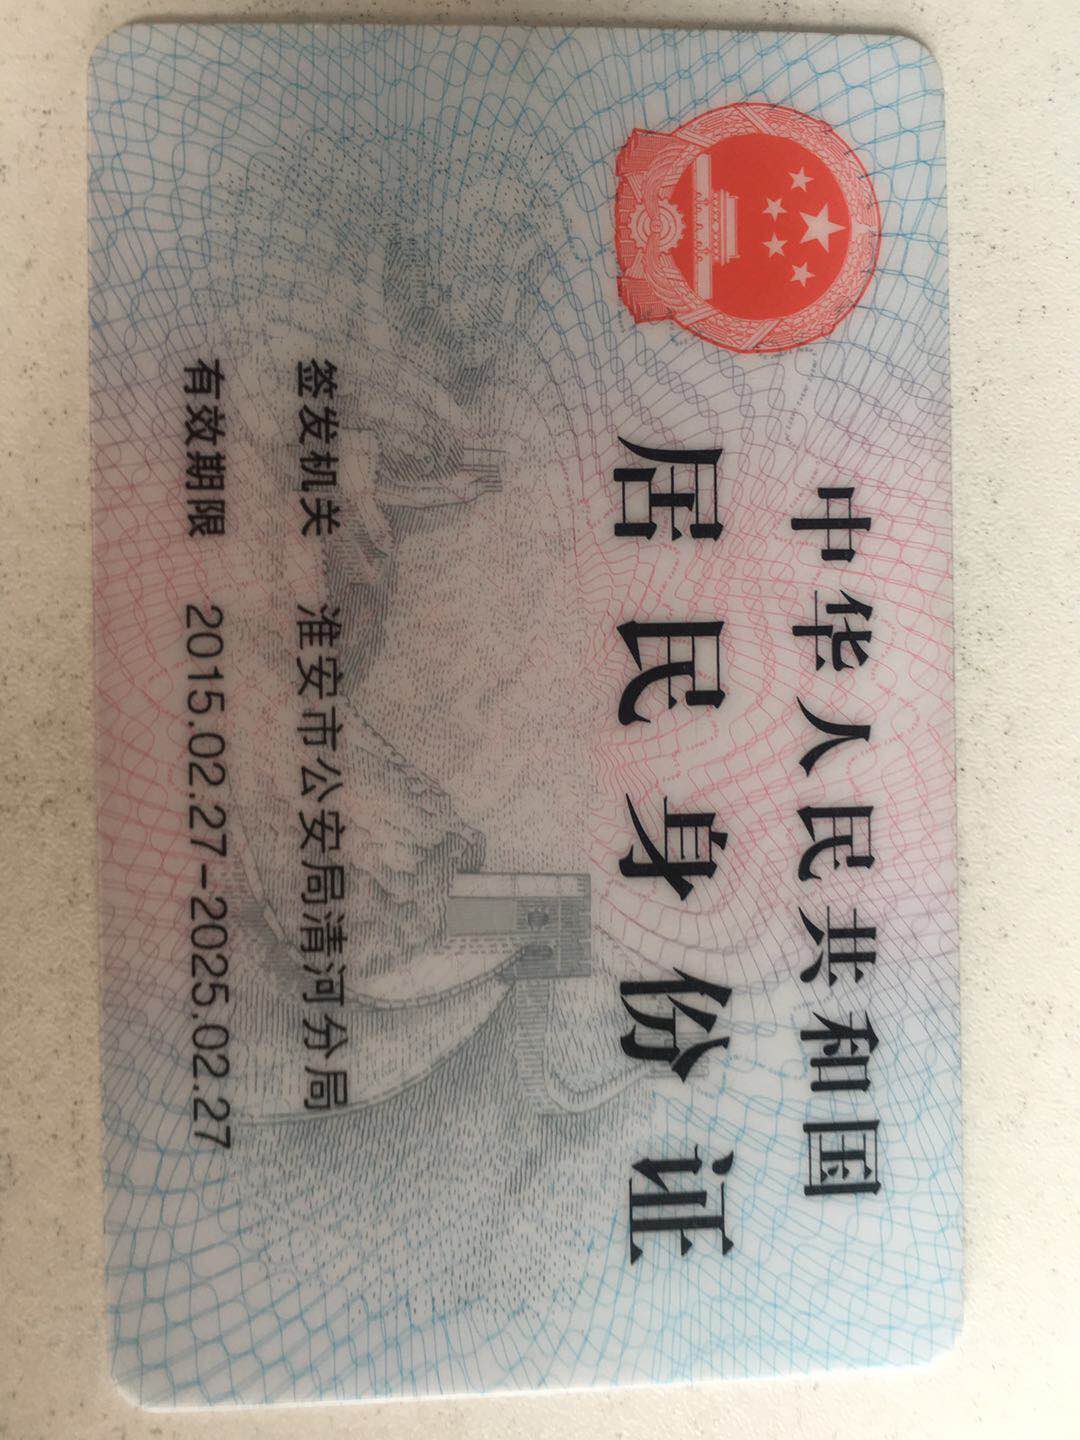 中华人民共和国
居民身份证
签发机关 淮安市公安局清河分局
有效期限 2015.02.27-2025.02.27